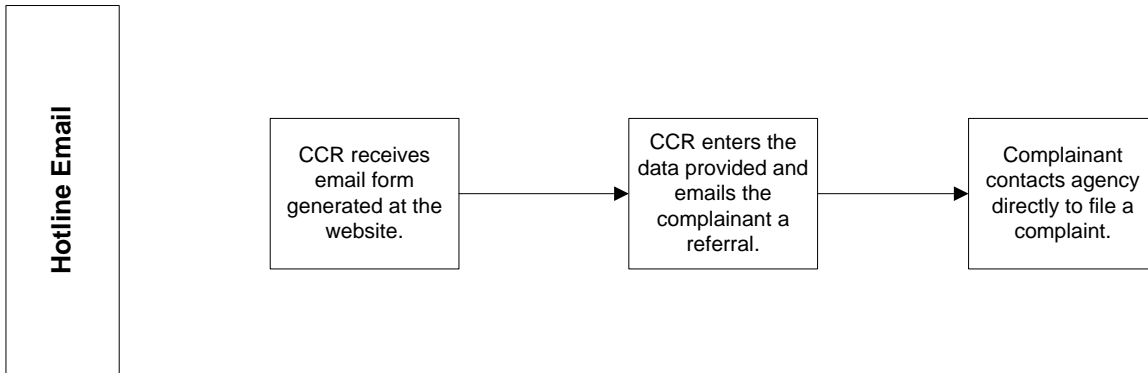 Hotline Email
CCR receives
email form
generated at the
website.
CCR enters the
data provided and
emails the
complainant a
referral.
Complainant
contacts agency
directly to file a
complaint.